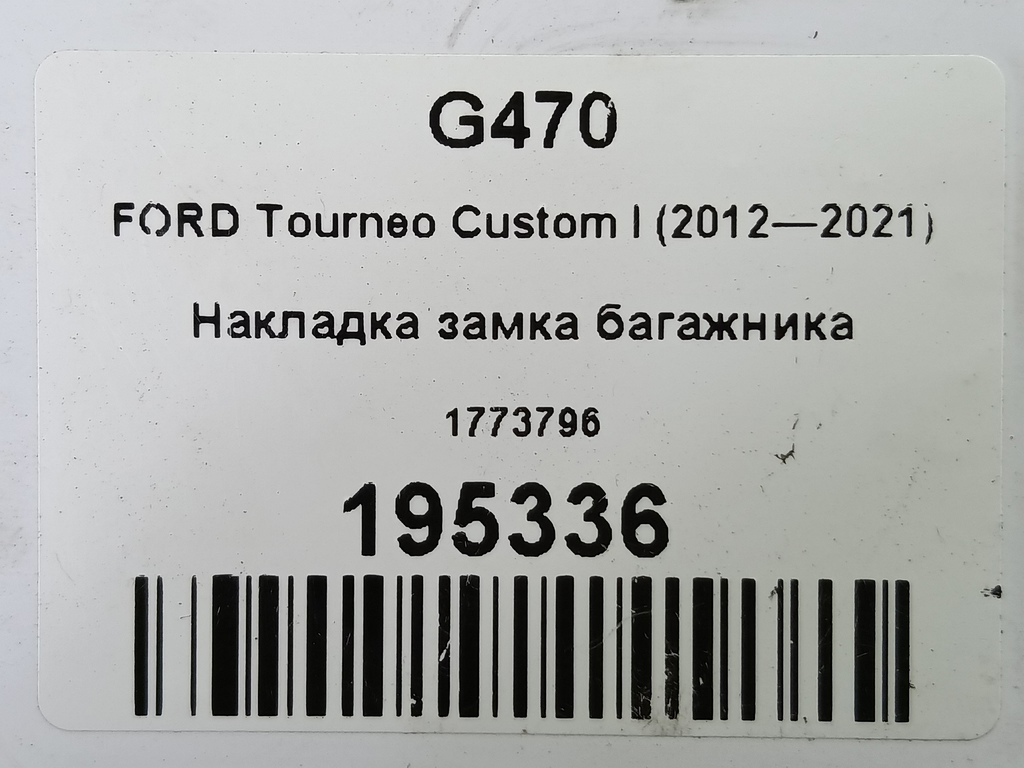 G470
FORD Tourneo Custom I (2012—2021)
Накладка замка багажника
1773796
195336